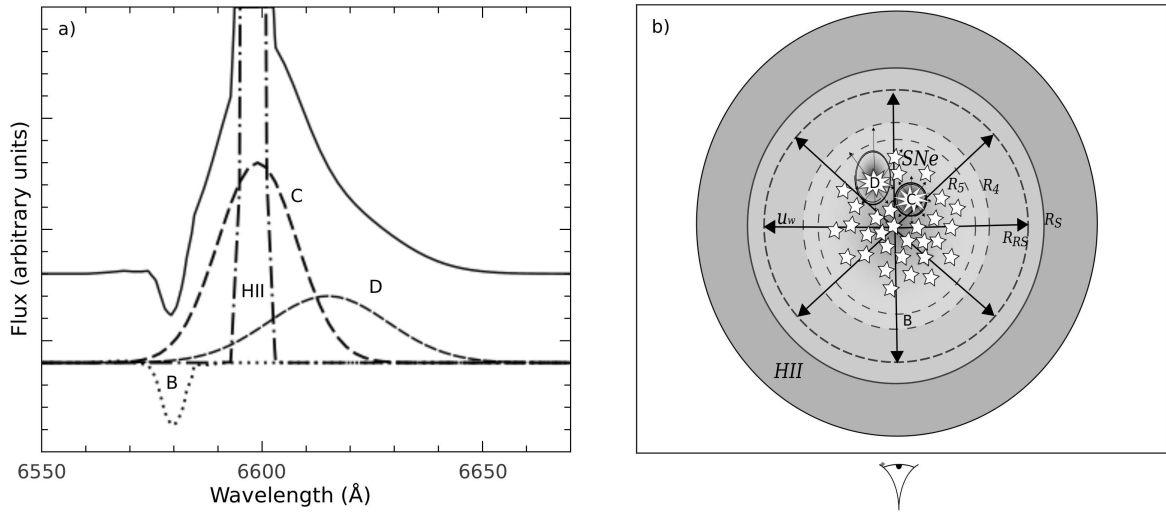 a)
Flux (arbitrary units)
C
HII
D
B
6550
6600
6650
Wavelength (Å)
b)
SNe
D
C
R5
R4
uw
RS
RRS
B
HII